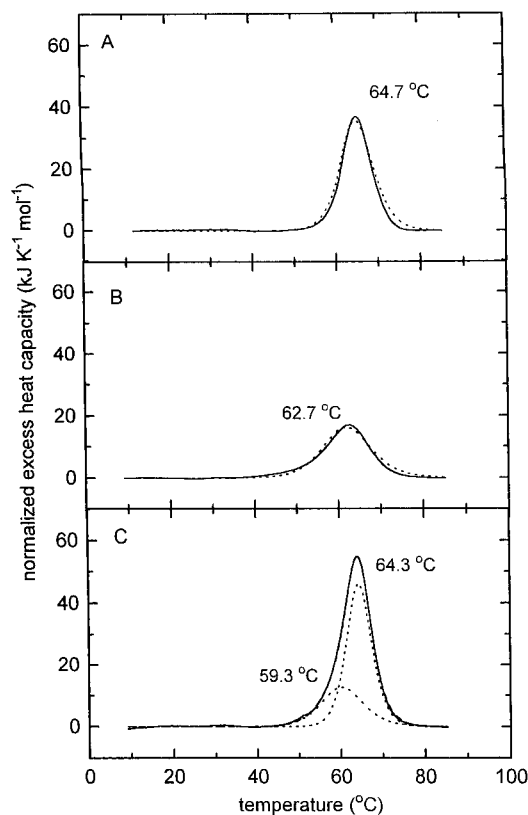 normalized excess heat capacity (kJ K⁻¹ mol⁻¹)
60
40
20
0
A
64.7 °C
60
40
20
0
B
62.7 °C
60
40
20
0
C
64.3 °C
59.3 °C
0 20 40 60 80 100
temperature (°C)